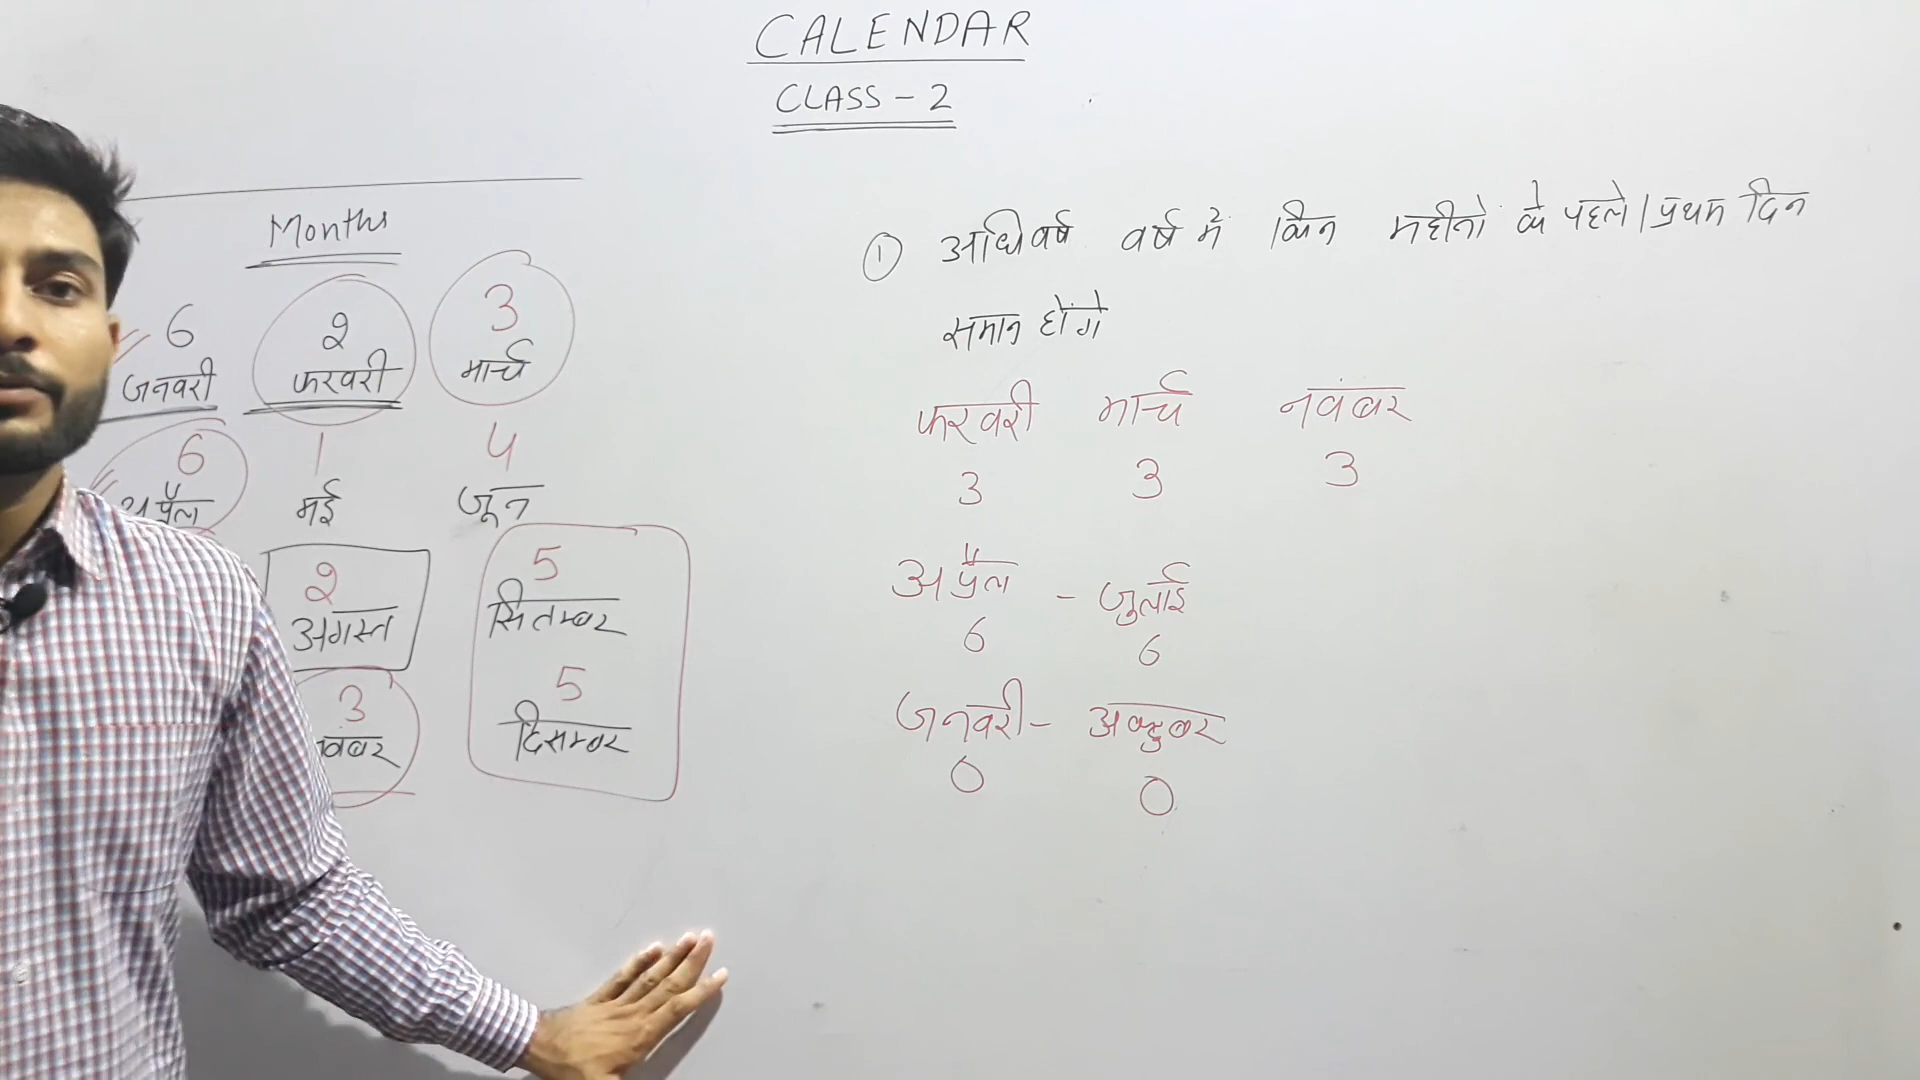 CALENDAR
CLASS - 2
Months
6 2 3
जनवरी फरवरी मार्च
6 1 4
अप्रैल मई जून
2 5
अगस्त सितम्बर
3 5
वंबर दिसम्बर
① अधिवर्ष वर्ष में किन महीनो के पहले / प्रथम दिन
समान होंगे
फरवरी मार्च नवंबर
3 3 3
अप्रैल - जुलाई
6 6
जनवरी - अक्टुबर
0 0